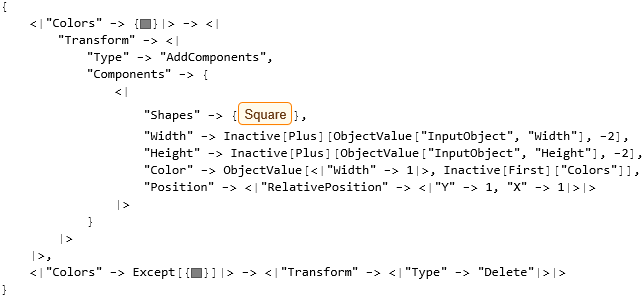 {
<|"Colors" -> {}|> -> <|
"Transform" -> <|
"Type" -> "AddComponents",
"Components" -> {
<|
"Shapes" -> {Square},
"Width" -> Inactive[Plus][ObjectValue["InputObject", "Width"], -2],
"Height" -> Inactive[Plus][ObjectValue["InputObject", "Height"], -2],
"Color" -> ObjectValue[<|"Width" -> 1|>, Inactive[First]["Colors"]],
"Position" -> <|"RelativePosition" -> <|"Y" -> 1, "X" -> 1|>|>
|>
}
|>
|>,
<|"Colors" -> Except[{}]|> -> <|"Transform" -> <|"Type" -> "Delete"|>|>
}